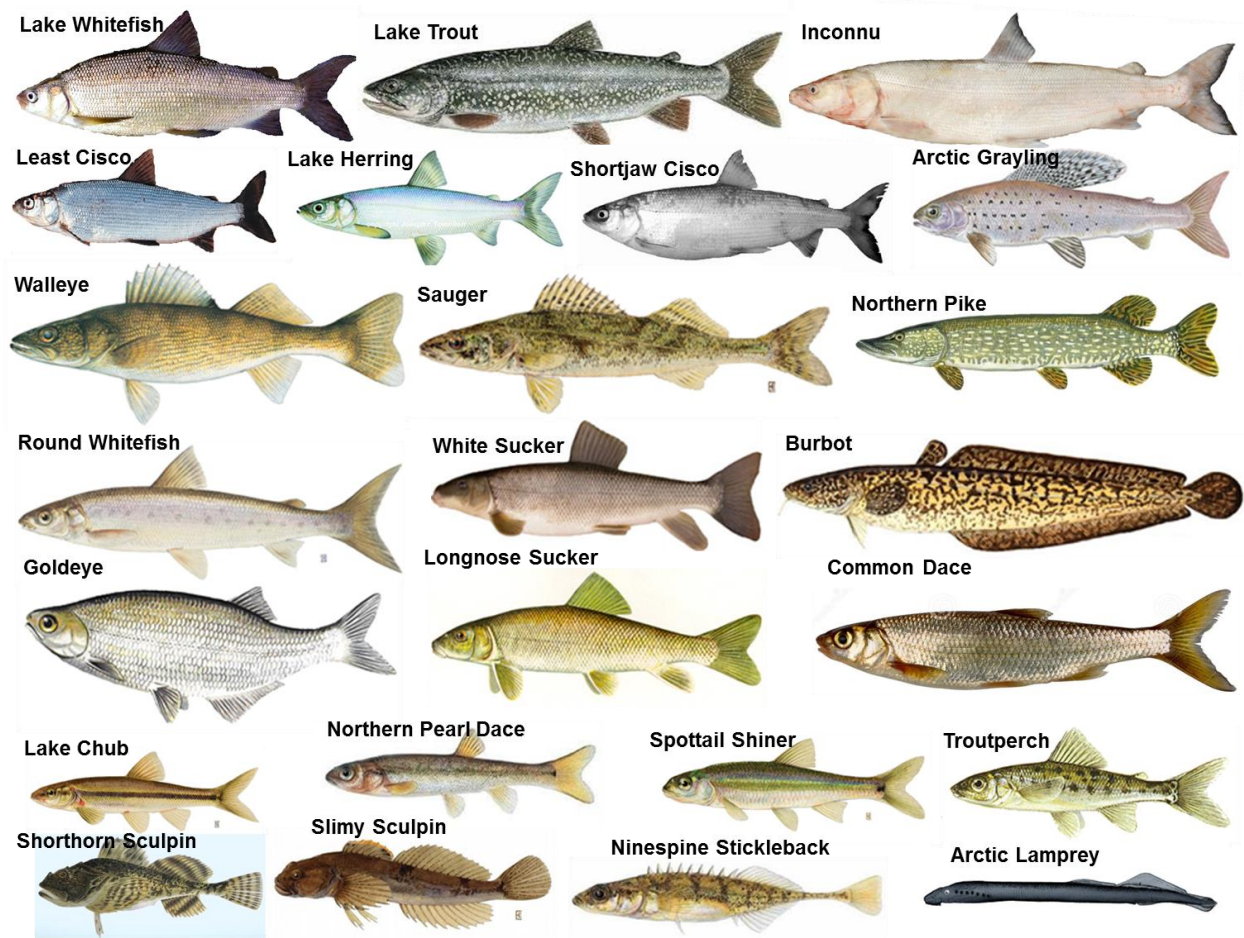 Lake Whitefish
Lake Trout
Inconnu
Least Cisco
Lake Herring
Shortjaw Cisco
Arctic Grayling
Walleye
Sauger
Northern Pike
Round Whitefish
White Sucker
Burbot
Goldeye
Longnose Sucker
Common Dace
Lake Chub
Northern Pearl Dace
Spottail Shiner
Troutperch
Shorthorn Sculpin
Slimy Sculpin
Ninespine Stickleback
Arctic Lamprey